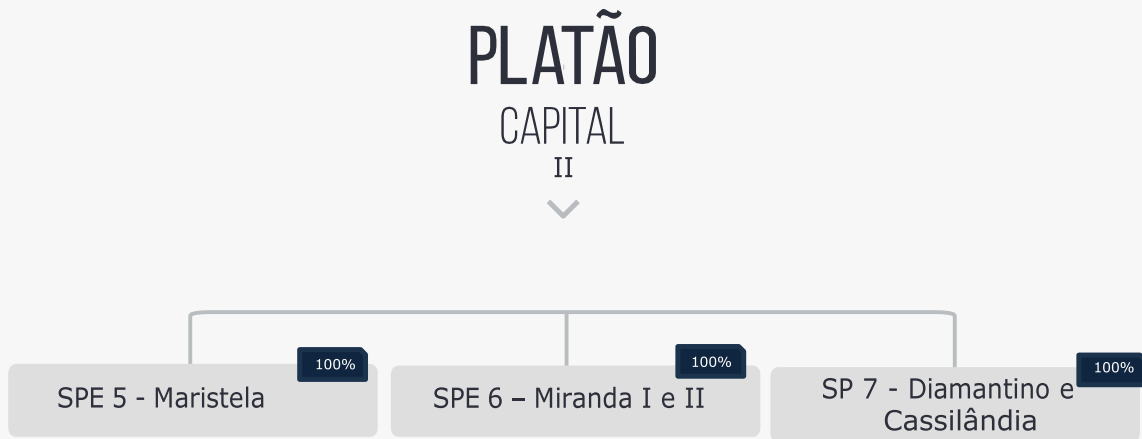 PLATÃO
CAPITAL
II
100%
SPE 5 - Maristela
100%
SPE 6 – Miranda I e II
100%
SP 7 - Diamantino e
Cassilândia